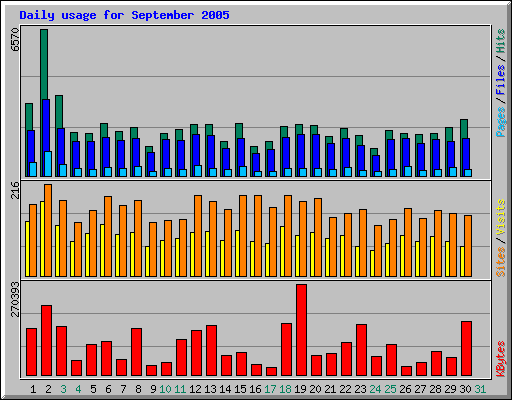 Daily usage for September 2005
6570
Pages / Files / Hits
216
Sites / Visits
270393
KBytes
1 2 3 4 5 6 7 8 9 10 11 12 13 14 15 16 17 18 19 20 21 22 23 24 25 26 27 28 29 30 31